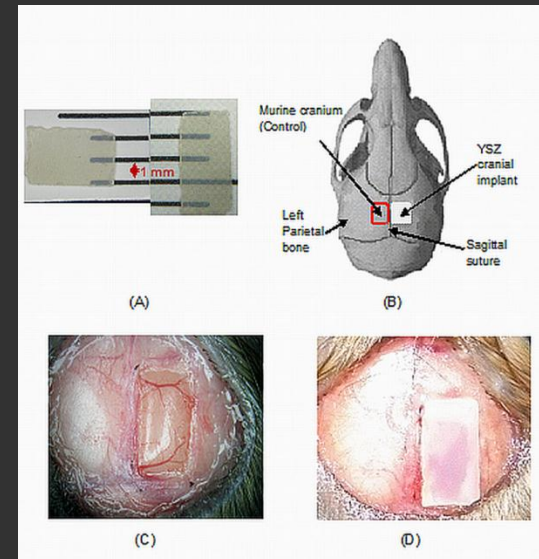 1 mm
Murine cranium
(Control)
YSZ
cranial
implant
Left
Parietal
bone
Sagittal
suture
(A)
(B)
(C)
(D)